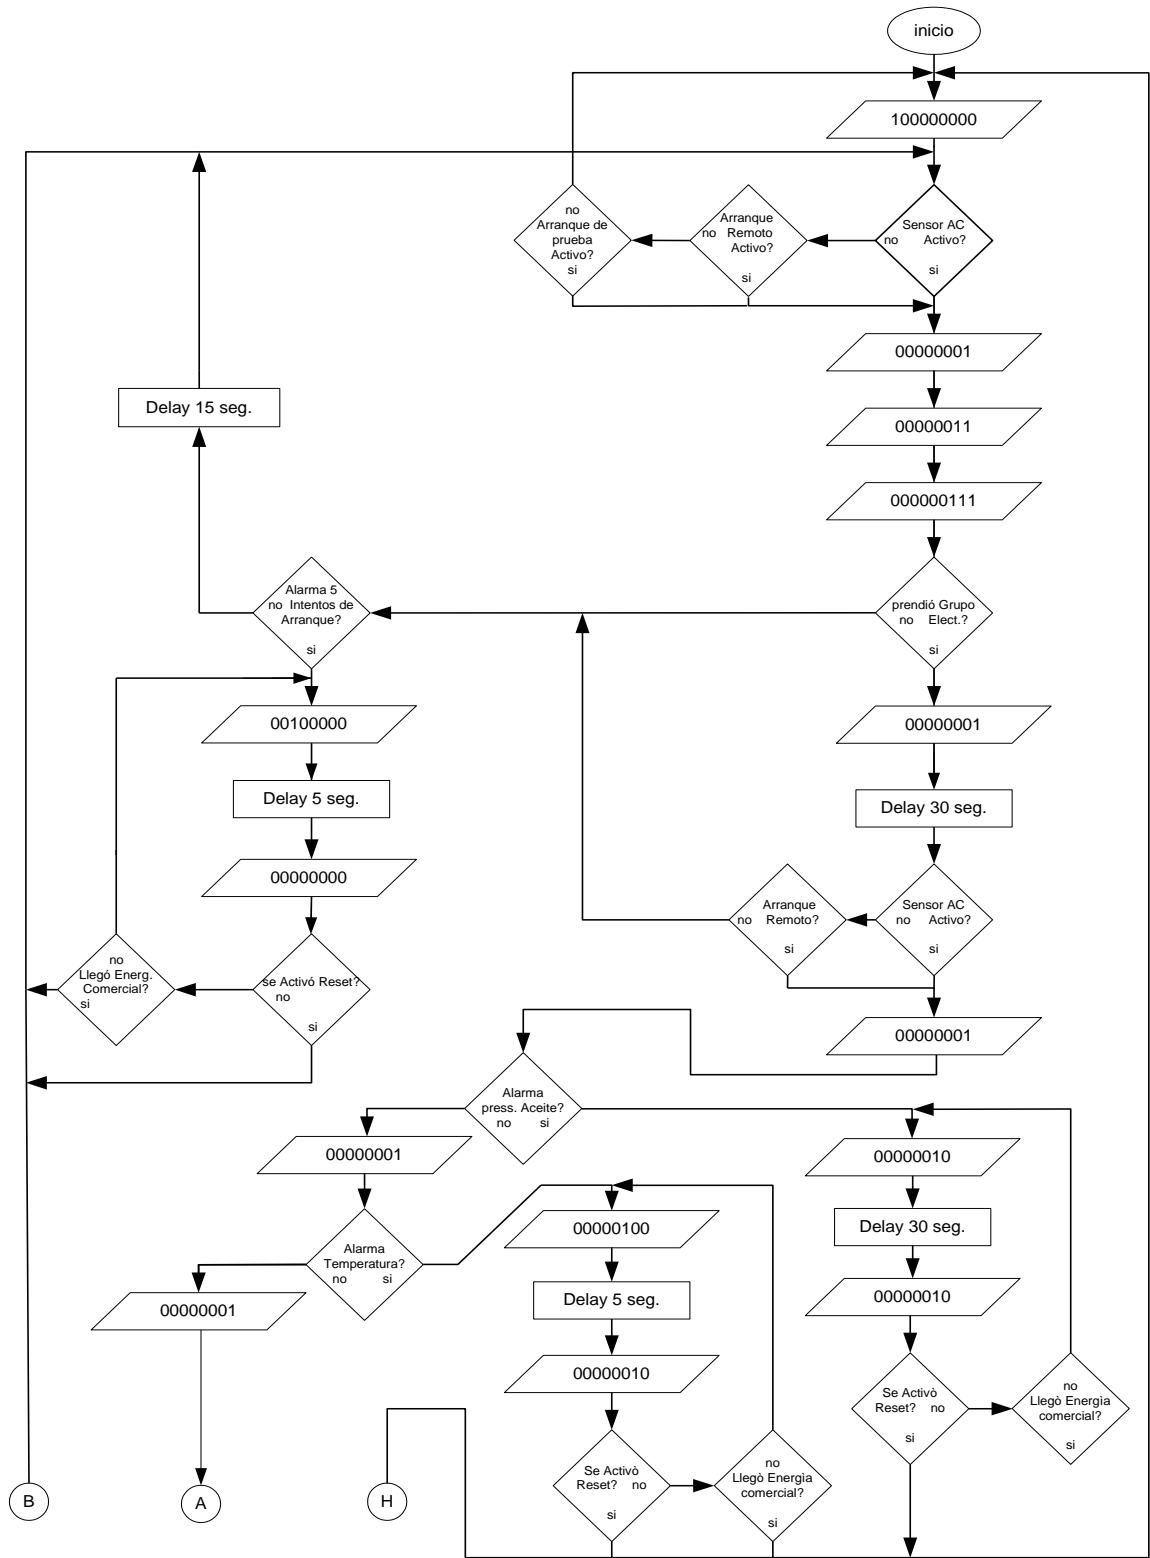 inicio
100000000
no
Arranque de
prueba
Activo?
si
Arranque
no Remoto
Activo?
si
Sensor AC
no Activo?
si
00000001
Delay 15 seg.
00000011
000000111
Alarma 5
no Intentos de
Arranque?
si
prendió Grupo
no Elect.?
si
00100000
00000001
Delay 5 seg.
Delay 30 seg.
00000000
Arranque
no Remoto?
si
Sensor AC
no Activo?
si
no
Llegó Energ.
Comercial?
si
se Activó Reset?
no
si
00000001
Alarma
press. Aceite?
no si
00000001
00000010
00000100
Delay 30 seg.
Alarma
Temperatura?
no si
00000001
Delay 5 seg.
00000010
00000010
Se Activò
Reset? no
si
no
Llegò Energìa
comercial?
si
Se Activò
Reset? no
si
no
Llegò Energìa
comercial?
si
B
A
H